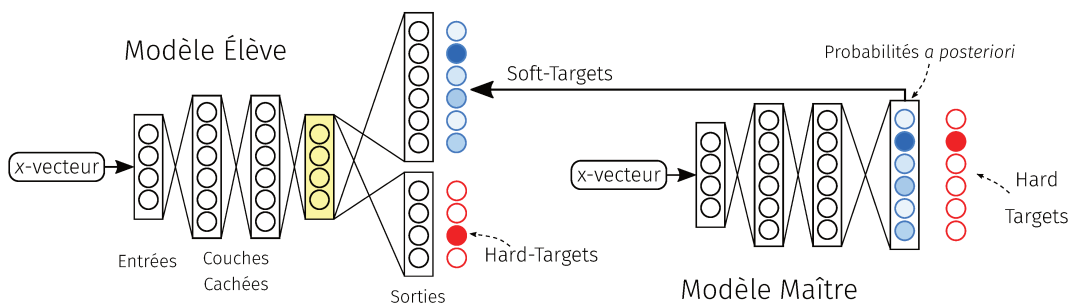 Modèle Élève
x-vecteur
Entrées
Couches
Cachées
Sorties
Soft-Targets
Hard-Targets
Probabilités a posteriori
x-vecteur
Hard
Targets
Modèle Maître